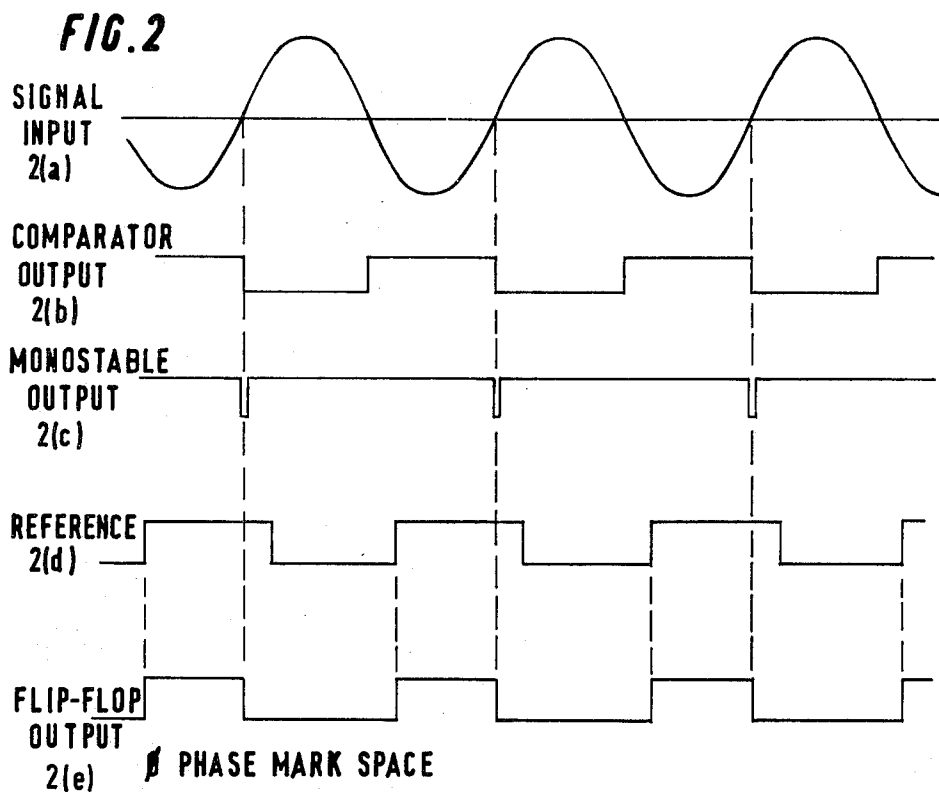 FIG.2
SIGNAL
INPUT
2(a)
COMPARATOR
OUTPUT
2(b)
MONOSTABLE
OUTPUT
2(c)
REFERENCE
2(d)
FLIP-FLOP
OUTPUT
2(e)
ø PHASE MARK SPACE